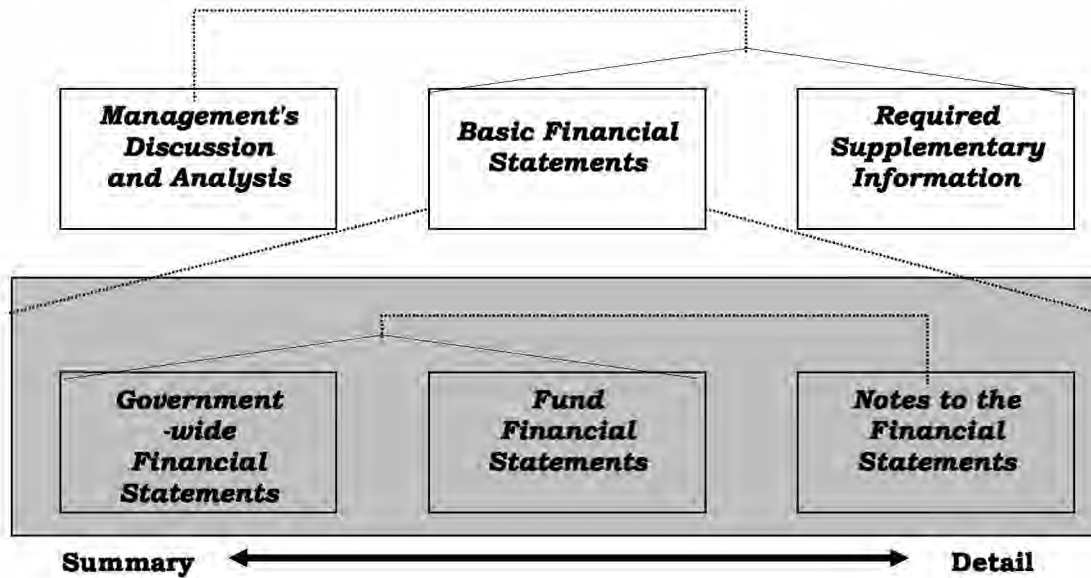 Management's
Discussion
and Analysis
Basic Financial
Statements
Required
Supplementary
Information
Government
-wide
Financial
Statements
Fund
Financial
Statements
Notes to the
Financial
Statements
Summary
Detail